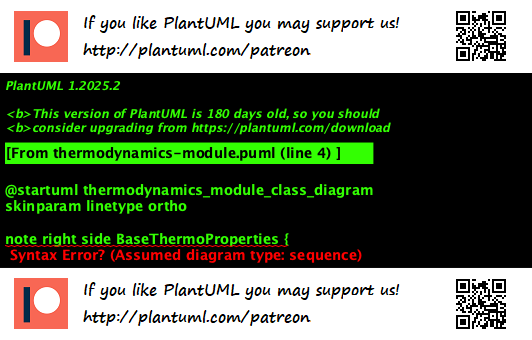 If you like PlantUML you may support us!
http://plantuml.com/patreon
PlantUML 1.2025.2
<b>This version of PlantUML is 180 days old, so you should
<b>consider upgrading from https://plantuml.com/download
[From thermodynamics-module.puml (line 4) ]
@startuml thermodynamics_module_class_diagram
skinparam linetype ortho
note right side BaseThermoProperties {
Syntax Error? (Assumed diagram type: sequence)
If you like PlantUML you may support us!
http://plantuml.com/patreon